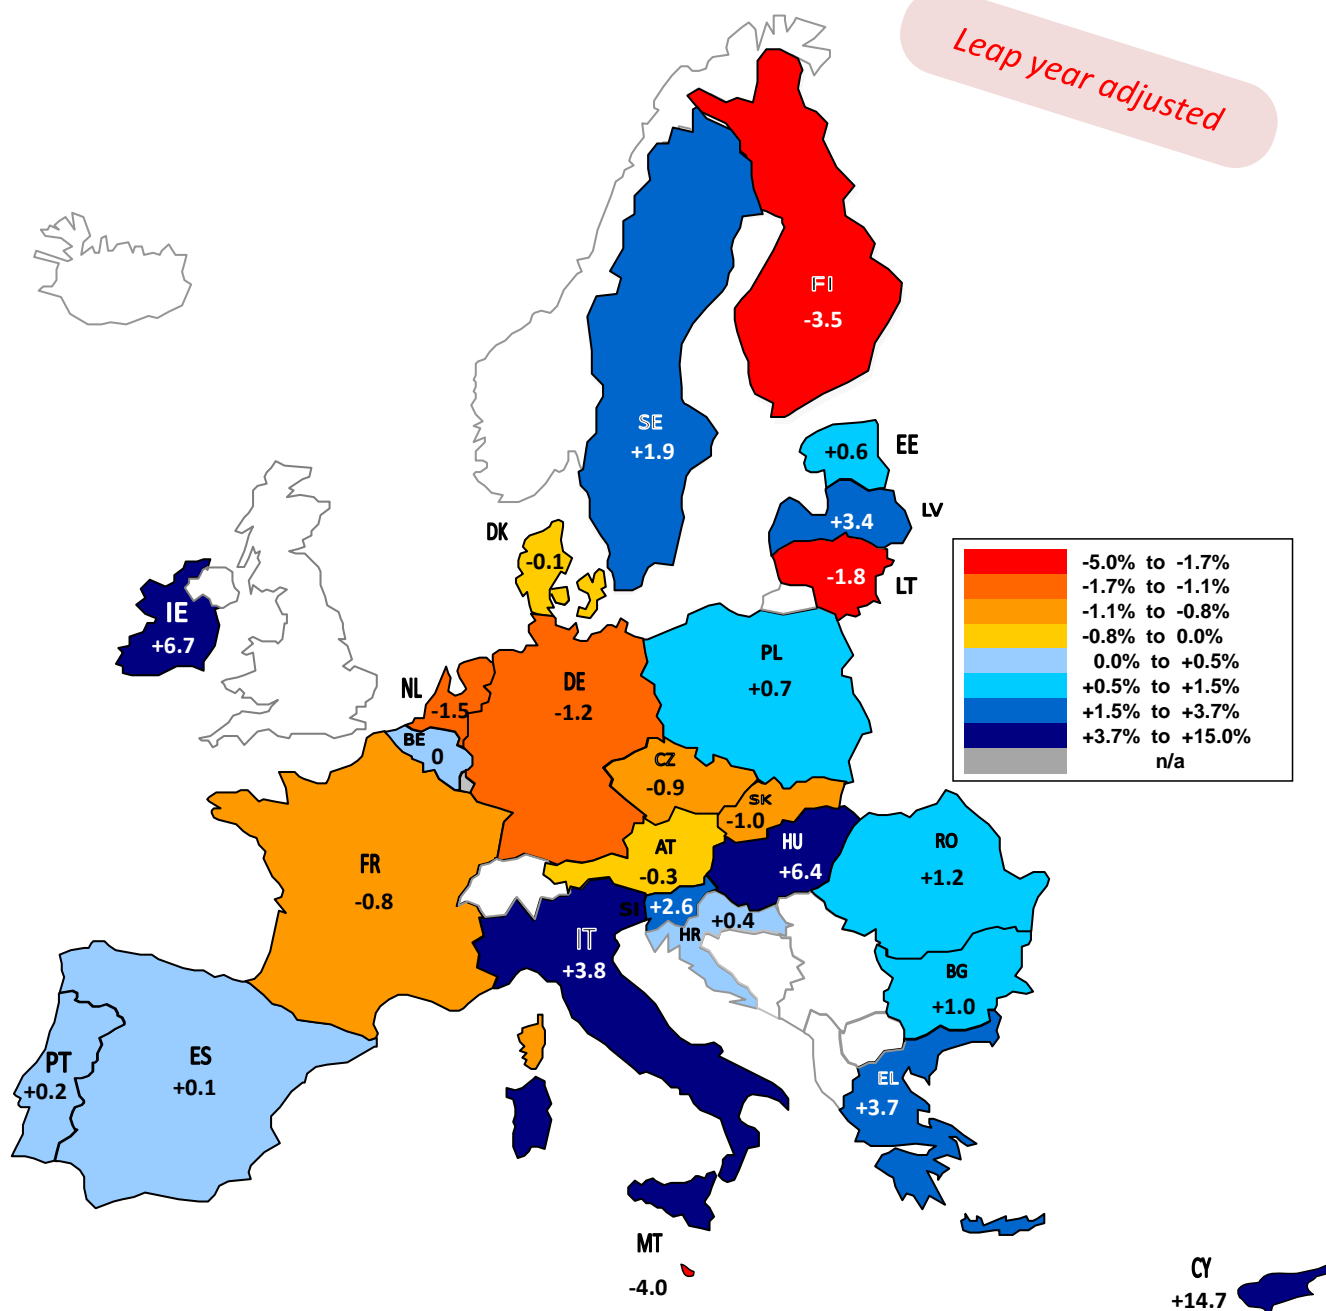 Leap year adjusted
FI
-3.5
SE
+1.9
+0.6
EE
+3.4
LV
-1.8
LT
DK
-0.1
IE
+6.7
-5.0% to -1.7%
-1.7% to -1.1%
-1.1% to -0.8%
-0.8% to 0.0%
0.0% to +0.5%
+0.5% to +1.5%
+1.5% to +3.7%
+3.7% to +15.0%
n/a
NL
-1.5
DE
-1.2
PL
+0.7
BE
0
CZ
-0.9
SK
-1.0
AT
-0.3
HU
+6.4
RO
+1.2
FR
-0.8
SI
+2.6
HR
+0.4
IT
+3.8
BG
+1.0
PT
+0.2
ES
+0.1
EL
+3.7
MT
-4.0
CY
+14.7